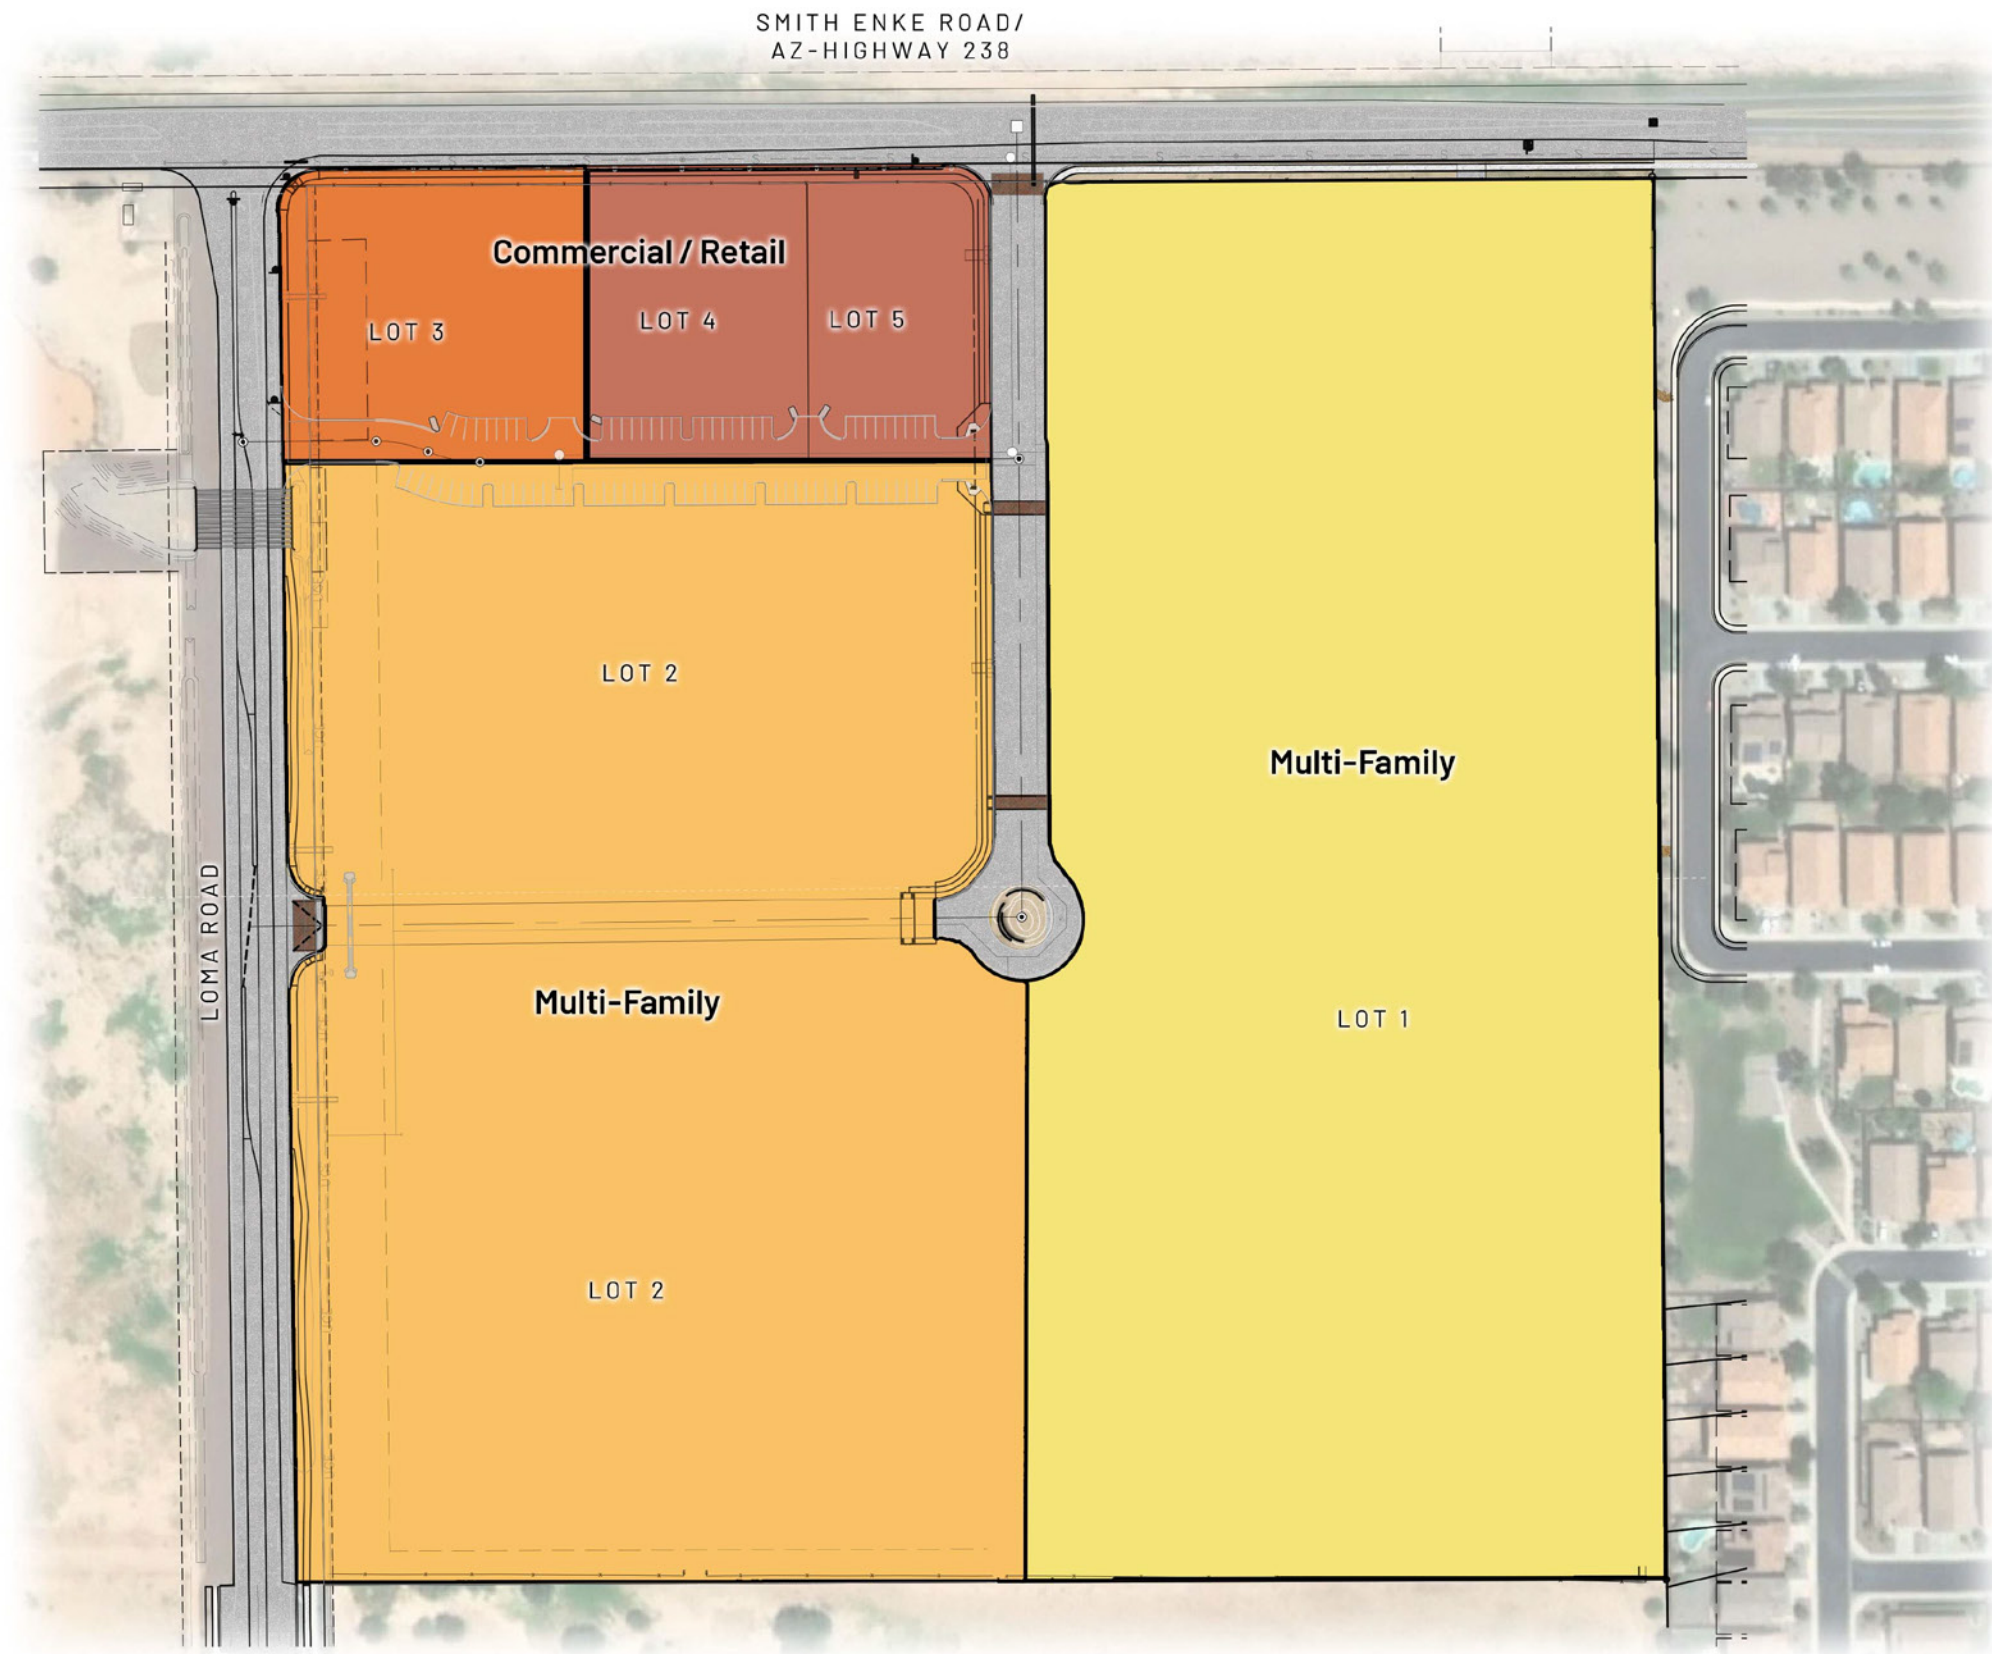 SMITH ENKE ROAD/
AZ-HIGHWAY 238
Commercial / Retail
LOT 3
LOT 4
LOT 5
LOT 2
Multi-Family
LOMA ROAD
Multi-Family
LOT 1
LOT 2